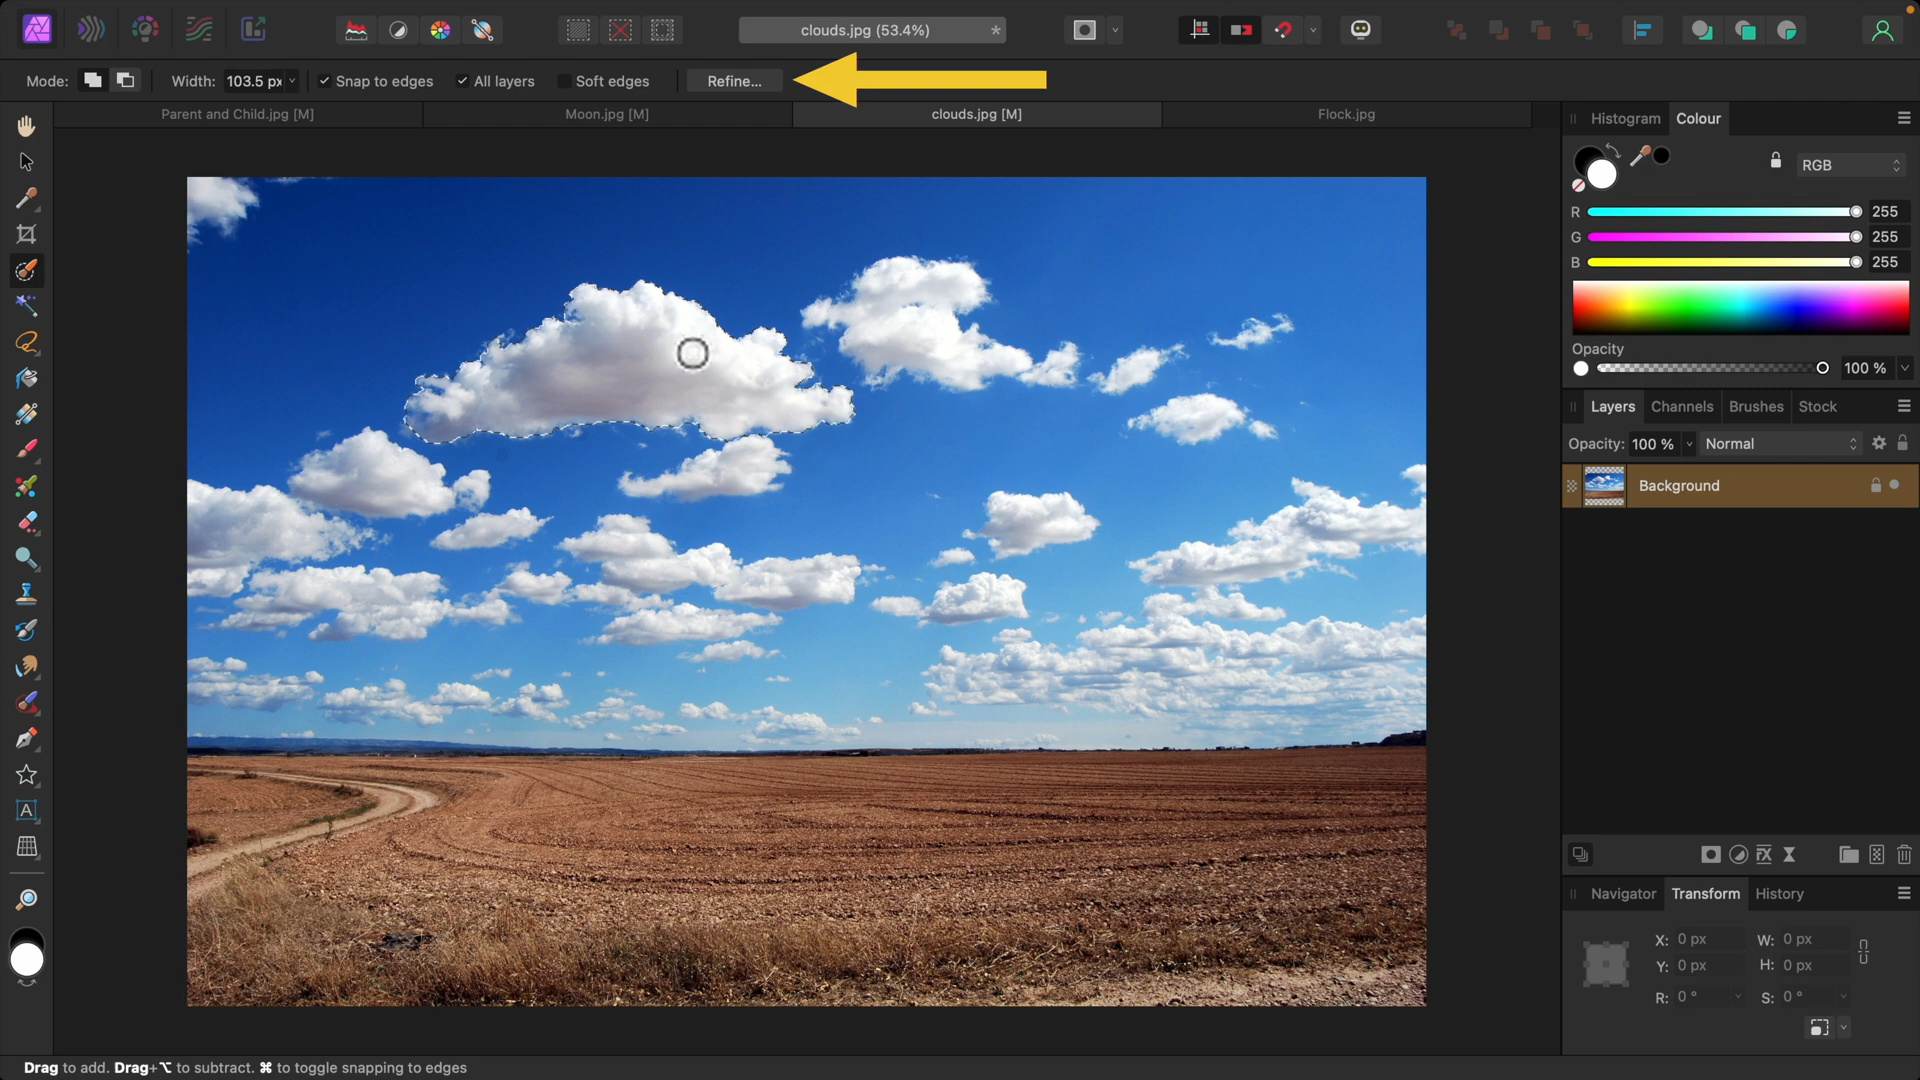 clouds.jpg (53.4%) *
Mode: Width: 103.5 px Snap to edges All layers Soft edges Refine...
Parent and Child.jpg [M] Moon.jpg [M] clouds.jpg [M] Flock.jpg
Histogram Colour
RGB
R 255
G 255
B 255
Opacity
100 %
Layers Channels Brushes Stock
Opacity: 100 % Normal
Background
FX
Navigator Transform History
X: 0 px W: 0 px
Y: 0 px H: 0 px
R: 0 ° S: 0 °
A
Drag to add. Drag+⌥ to subtract. ⌘ to toggle snapping to edges